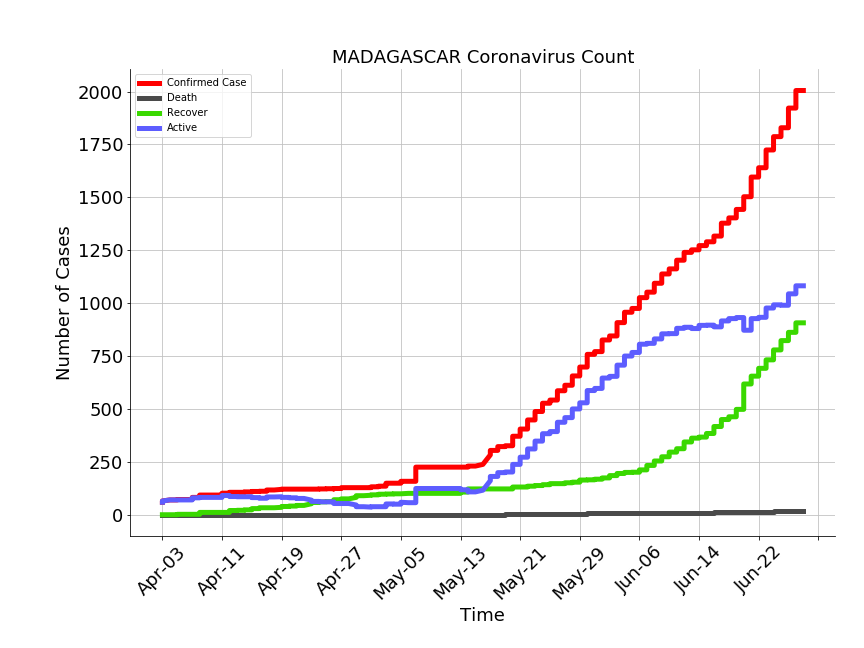 MADAGASCAR Coronavirus Count
Confirmed Case
Death
Recover
Active
Number of Cases
2000
1750
1500
1250
1000
750
500
250
0
Apr-03
Apr-11
Apr-19
Apr-27
May-05
May-13
May-21
May-29
Jun-06
Jun-14
Jun-22
Time